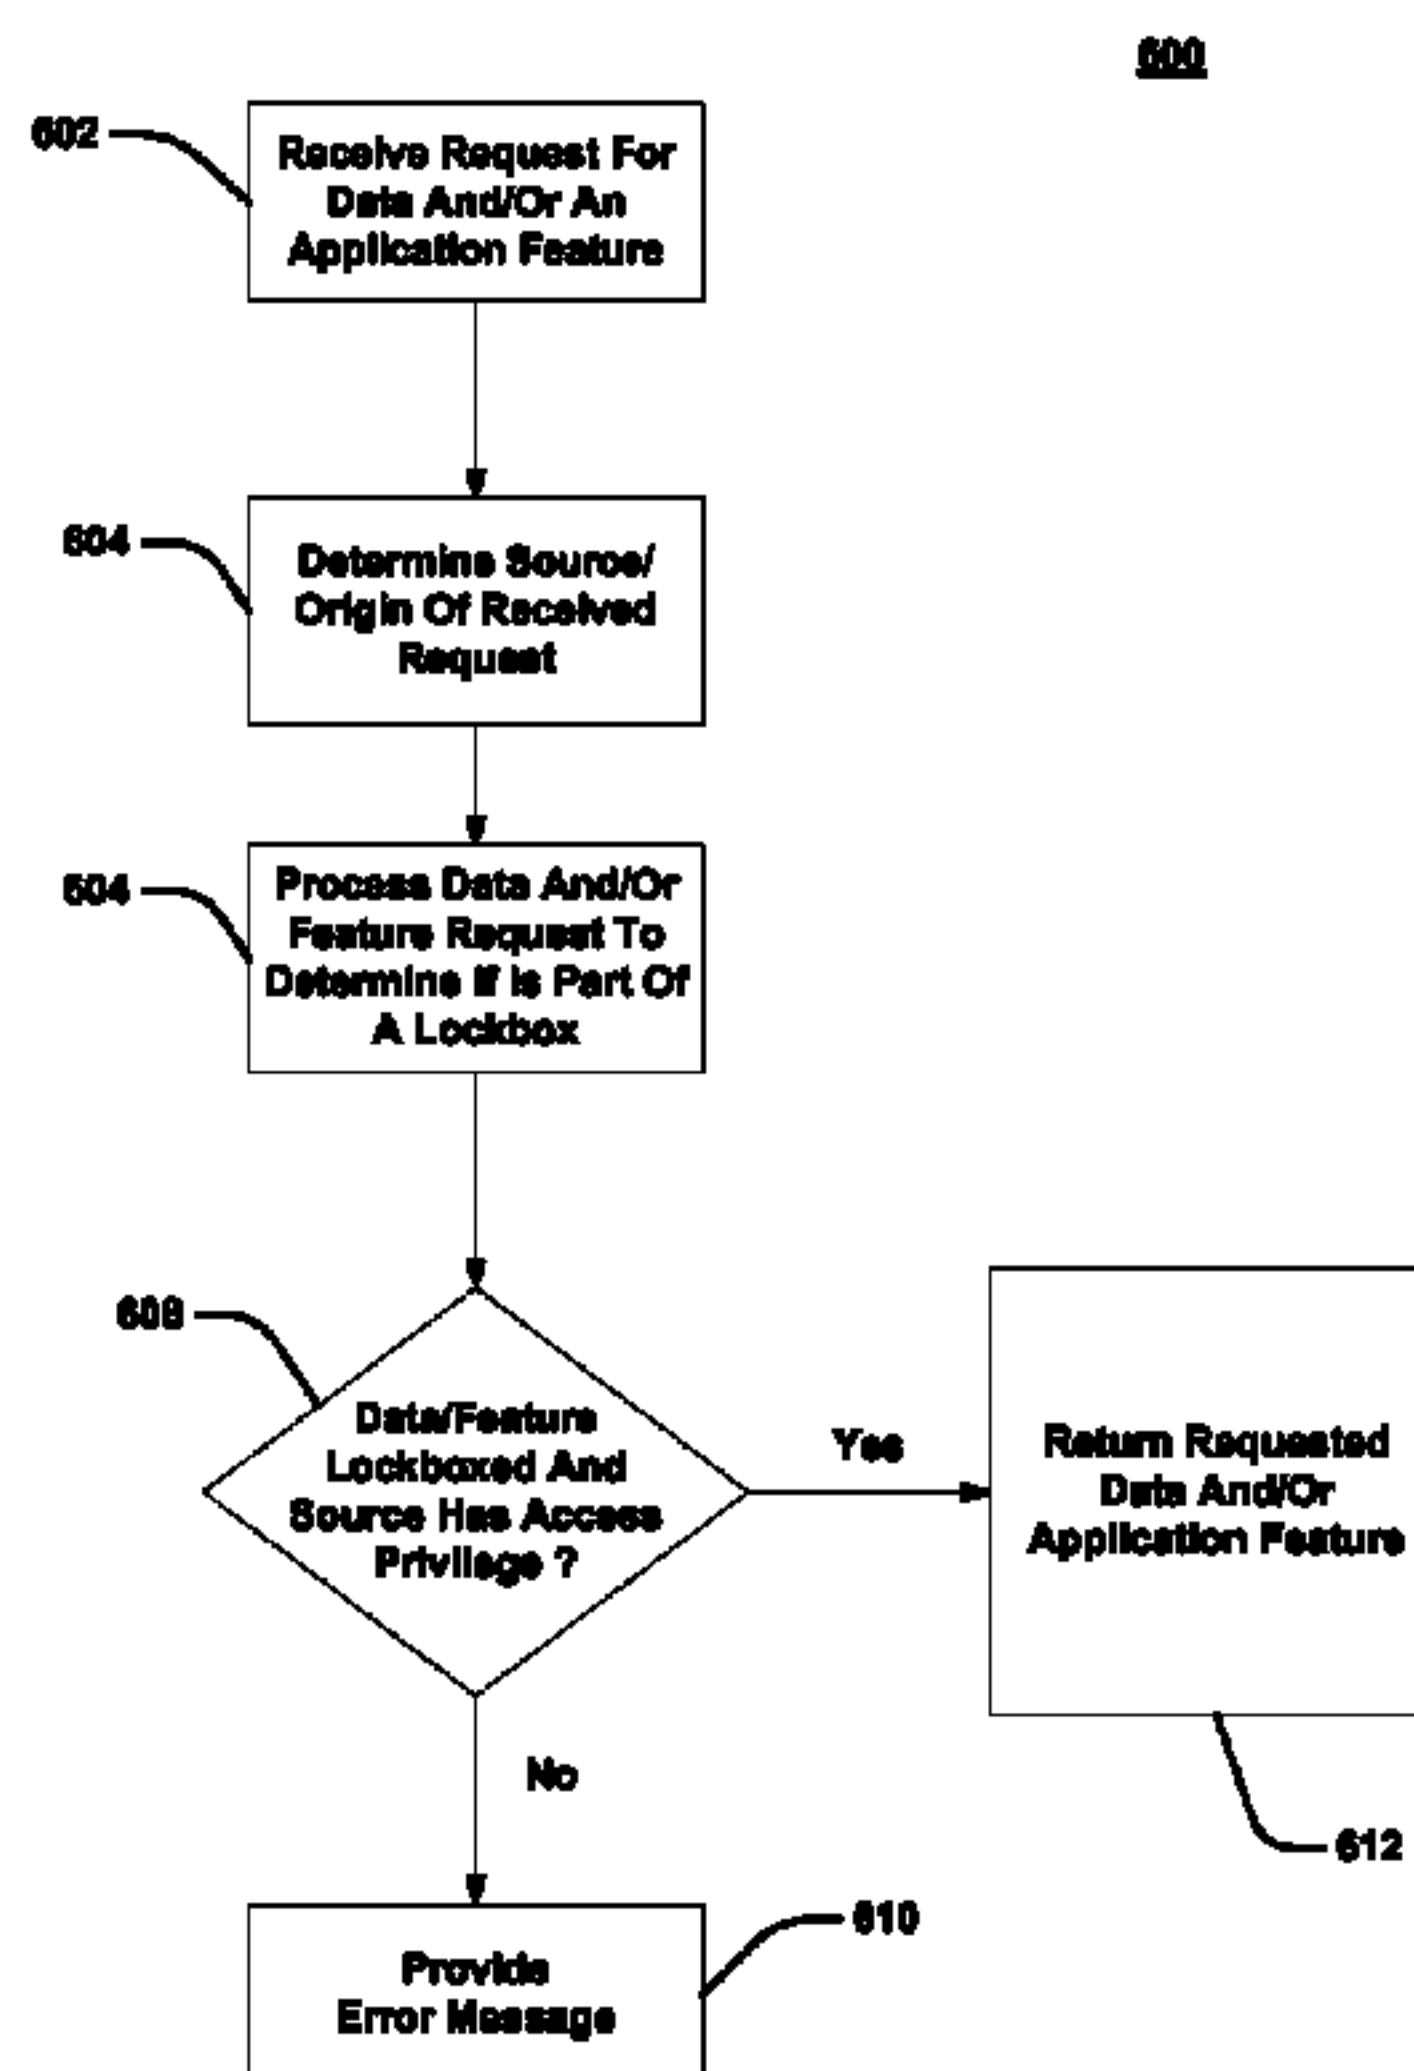 600
602
Receive Request For
Data And/Or An
Application Feature
604
Determine Source/
Origin Of Received
Request
604
Process Data And/Or
Feature Request To
Determine If Is Part Of
A Lockbox
608
Data/Feature
Lockboxed And
Source Has Access
Privilege ?
Yes
Return Requested
Data And/Or
Application Feature
No
612
610
Provide
Error Message